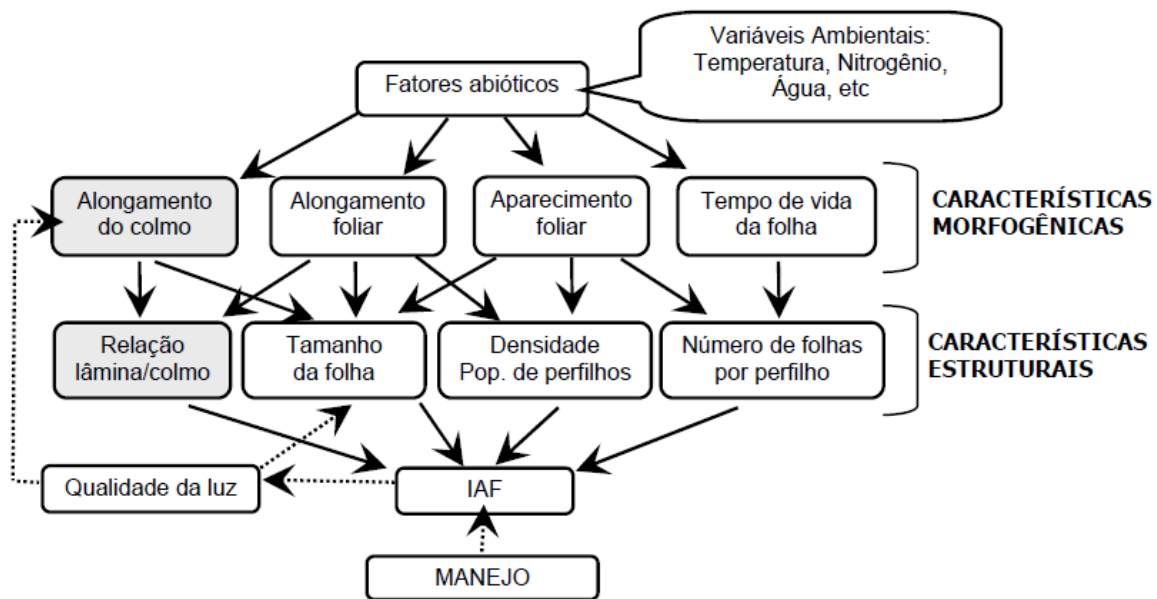 Variáveis Ambientais:
Temperatura, Nitrogênio,
Água, etc
Fatores abióticos
Alongamento
do colmo
Alongamento
foliar
Aparecimento
foliar
Tempo de vida
da folha
CARACTERÍSTICAS
MORFOGÊNICAS
Relação
lâmina/colmo
Tamanho
da folha
Densidade
Pop. de perfilhos
Número de folhas
por perfilho
CARACTERÍSTICAS
ESTRUTURAIS
Qualidade da luz
IAF
MANEJO